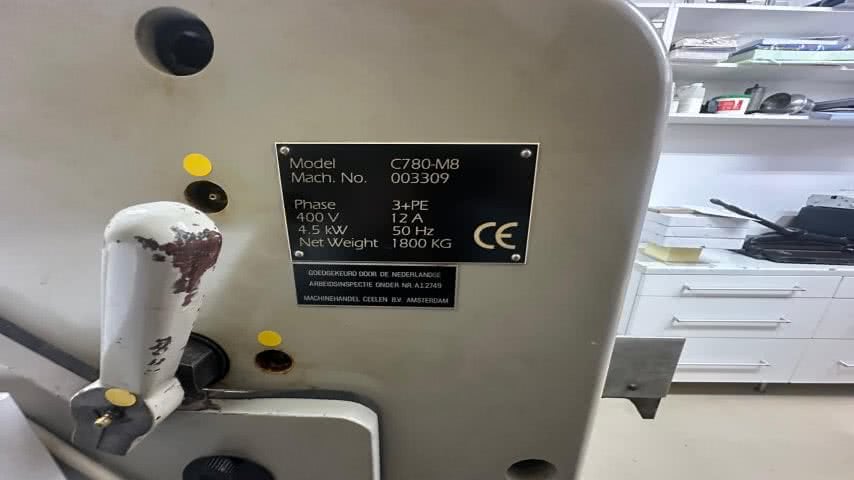 Model C780-M8
Mach. No. 003309
Phase 3+PE
400 V 12 A
4.5 kW 50 Hz
Net Weight 1800 KG
CE
GOEDGEKEURD DOOR DE NEDERLANDSE
ARBEIDSINSPECTIE ONDER NR. A12749
MACHINEHANDEL GEELEN B.V. AMSTERDAM